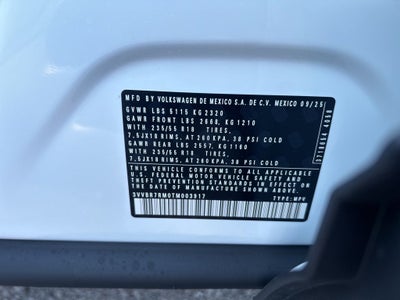 MFD BY VOLKSWAGEN DE MEXICO S.A. DE C.V. MEXICO 09/25
GVWR LBS 5115 KG 2320
GAWR FRONT LBS 2668, KG 1210
WITH 235/55 R18 TIRES,
7.5JX18 RIMS, AT 260 KPA, 38 PSI COLD
GAWR REAR LBS 2557, KG 1160
WITH 235/55 R18 TIRES,
7.5JX18 RIMS, AT 260 KPA, 38 PSI COLD
THIS VEHICLE CONFORMS TO ALL APPLICABLE
FEDERAL MOTOR VEHICLE SAFETY STANDARDS
IN EFFECT ON THE DATE OF MANUFACTURE
SHOWN ABOVE.
3VVBR7RM0TM003917 TYPE: MPV